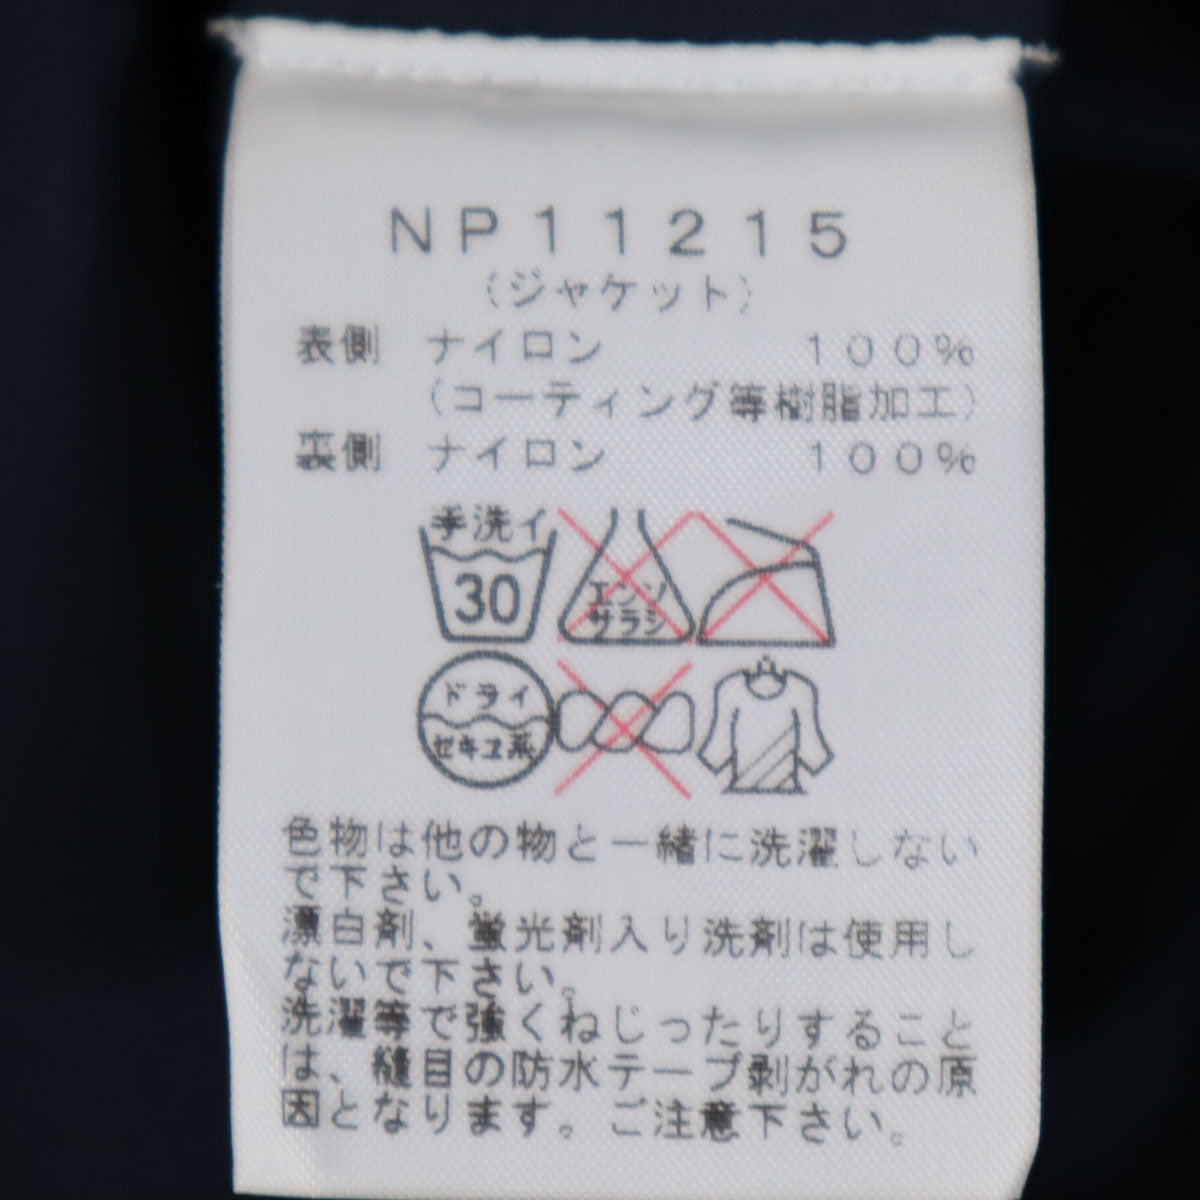 NP11215
(ジャケット)
表側 ナイロン 100%
(コーティング等樹脂加工)
裏側 ナイロン 100%
手洗イ
30
エンソ
サラシ
ドライ
セキユ系
色物は他の物と一緒に洗濯しない
で下さい。
漂白剤、蛍光剤入り洗剤は使用し
ないで下さい。
洗濯等で強くねじったりすること
は、縫目の防水テープ剥がれの原
因となります。ご注意下さい。